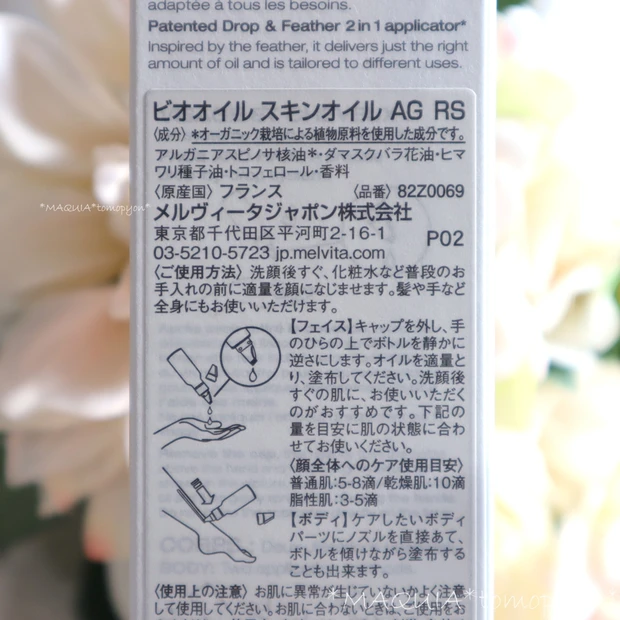 adaptée à tous les besoins.
Patented Drop & Feather 2 in 1 applicator*
Inspired by the feather, it delivers just the right
amount of oil and is tailored to different uses.
ビオオイル スキンオイル AG RS
〈成分〉*オーガニック栽培による植物原料を使用した成分です。
アルガニアスピノサ核油*・ダマスクバラ花油・ヒマ
ワリ種子油・トコフェロール・香料
〈原産国〉フランス 〈品番〉82Z0069
メルヴィータジャポン株式会社
東京都千代田区平河町2-16-1
P02
03-5210-5723 jp.melvita.com
〈ご使用方法〉洗顔後すぐ、化粧水など普段のお
手入れの前に適量を顔になじませます。髪や手など
全身にもお使いいただけます。
【フェイス】キャップを外し、手
のひらの上でボトルを静かに
逆さにします。オイルを適量と
り、塗布してください。洗顔後
すぐの肌に、お使いいただく
のがおすすめです。下記の
量を目安に肌の状態に合わ
せてお使いください。
〈顔全体へのケア使用目安〉
普通肌:5-8滴/乾燥肌:10滴
脂性肌:3-5滴
【ボディ】ケアしたいボディ
パーツにノズルを直接あて、
ボトルを傾けながら塗布する
ことも出来ます。
〈使用上の注意〉お肌に異常が生じていないかよく注意
して使用してください。お肌に合わないときは、使用を
*MAQUIA*tomopyon*
*MAQUIA*tomopyon